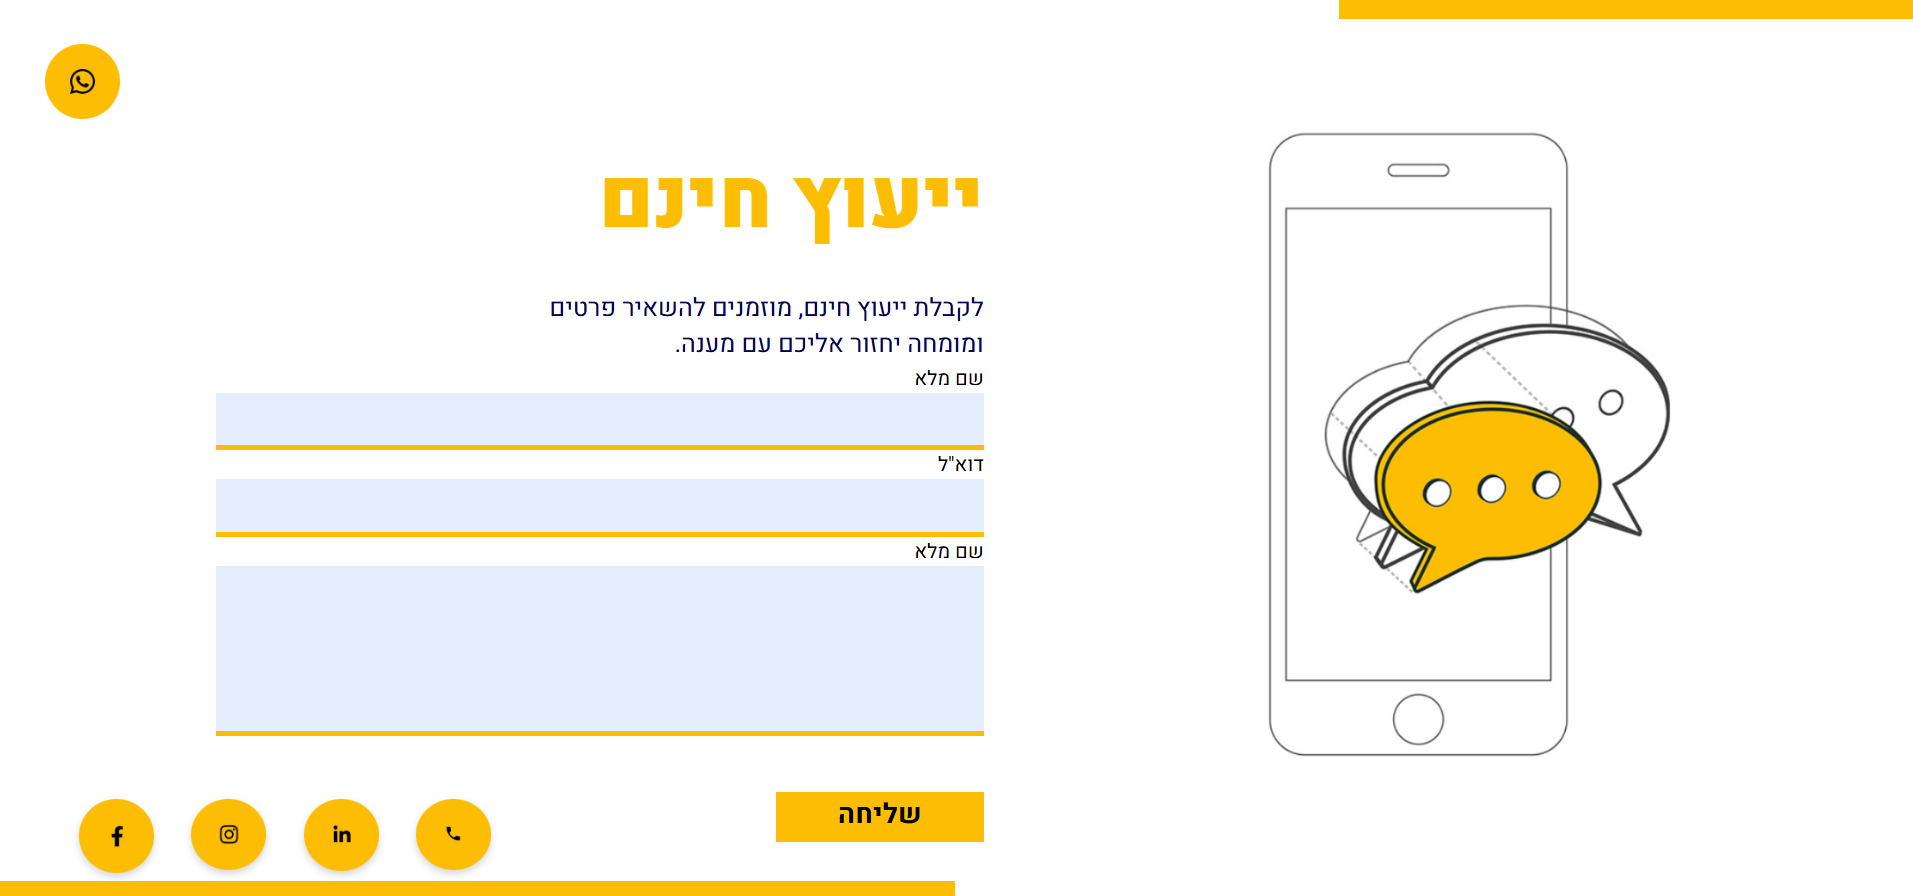 ייעוץ חינם
לקבלת ייעוץ חינם, מוזמנים להשאיר פרטים
ומומחה יחזור אליכם עם מענה.
שם מלא
דוא"ל
שם מלא
שליחה